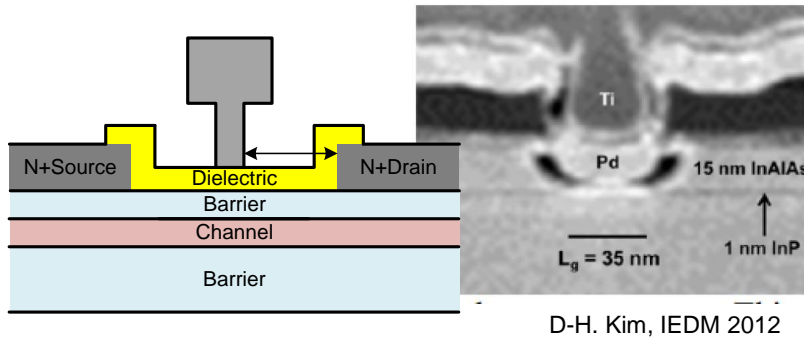 N+Source
N+Drain
Dielectric
Barrier
Channel
Barrier
Ti
Pd
15 nm InAlAs
1 nm InP
Lg = 35 nm
D-H. Kim, IEDM 2012